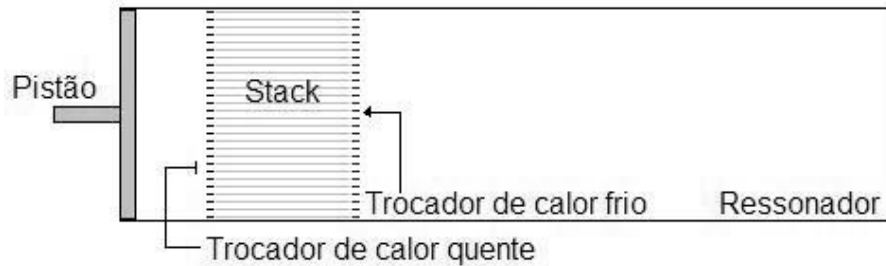 Pistão
Stack
Trocador de calor frio
Ressonador
Trocador de calor quente